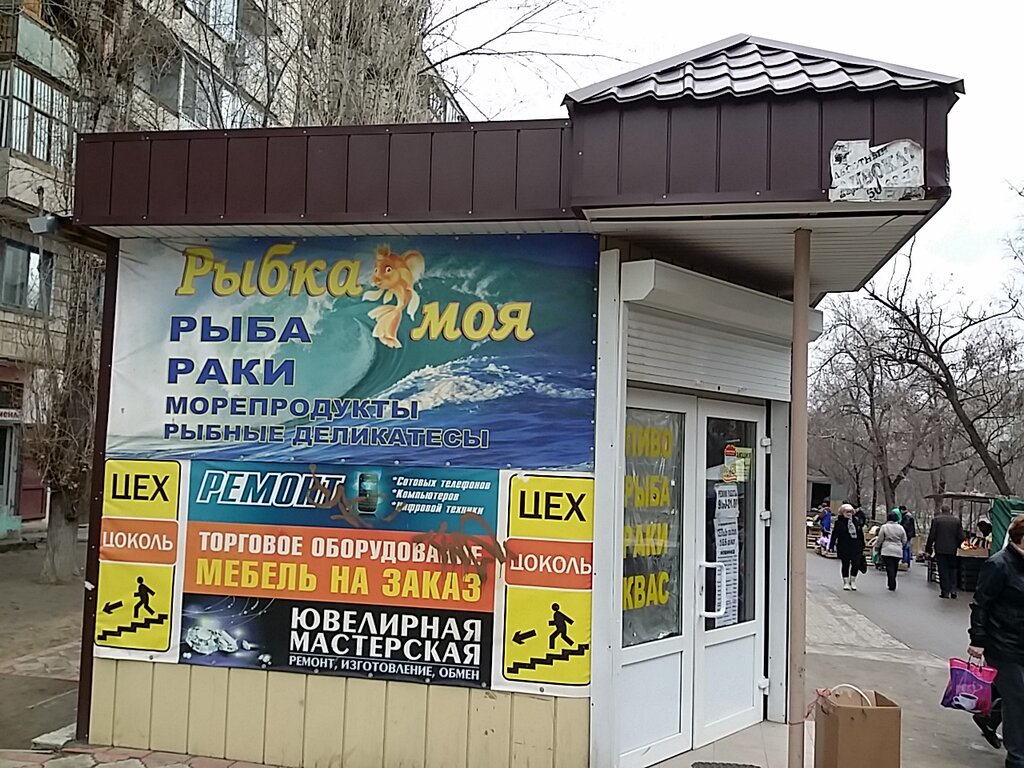 Рыбка
моя
РЫБА
РАКИ
МОРЕПРОДУКТЫ
РЫБНЫЕ ДЕЛИКАТЕСЫ
ЦЕХ
ЦОКОЛЬ
РЕМОНТ
*Сотовых телефонов
*Компьютеров
*Цифровой техники
ТОРГОВОЕ ОБОРУДОВАНИЕ
МЕБЕЛЬ НА ЗАКАЗ
ЮВЕЛИРНАЯ
МАСТЕРСКАЯ
РЕМОНТ, ИЗГОТОВЛЕНИЕ, ОБМЕН
ЦЕХ
ЦОКОЛЬ
ПИВО
РЫБА
РАКИ
КВАС